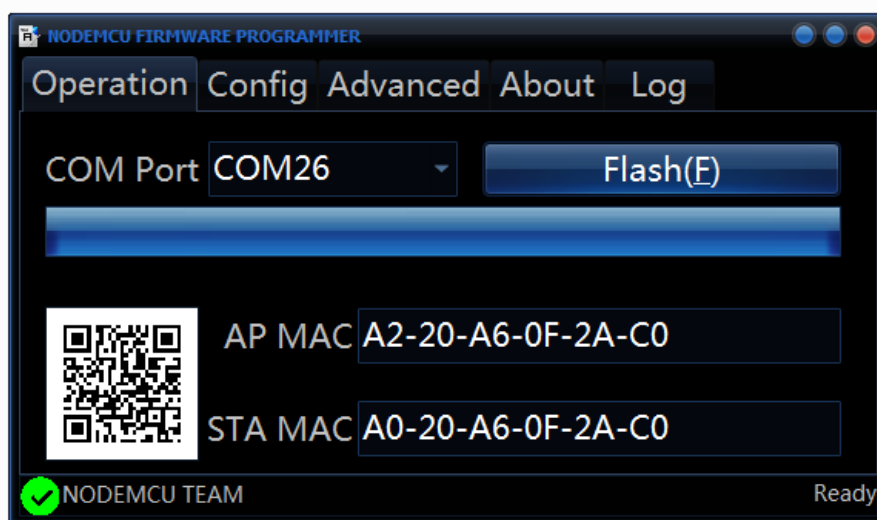 NODEMCU FIRMWARE PROGRAMMER
Operation Config Advanced About Log
COM Port COM26 Flash(F)
AP MAC A2-20-A6-0F-2A-C0
STA MAC A0-20-A6-0F-2A-C0
NODEMCU TEAM Ready